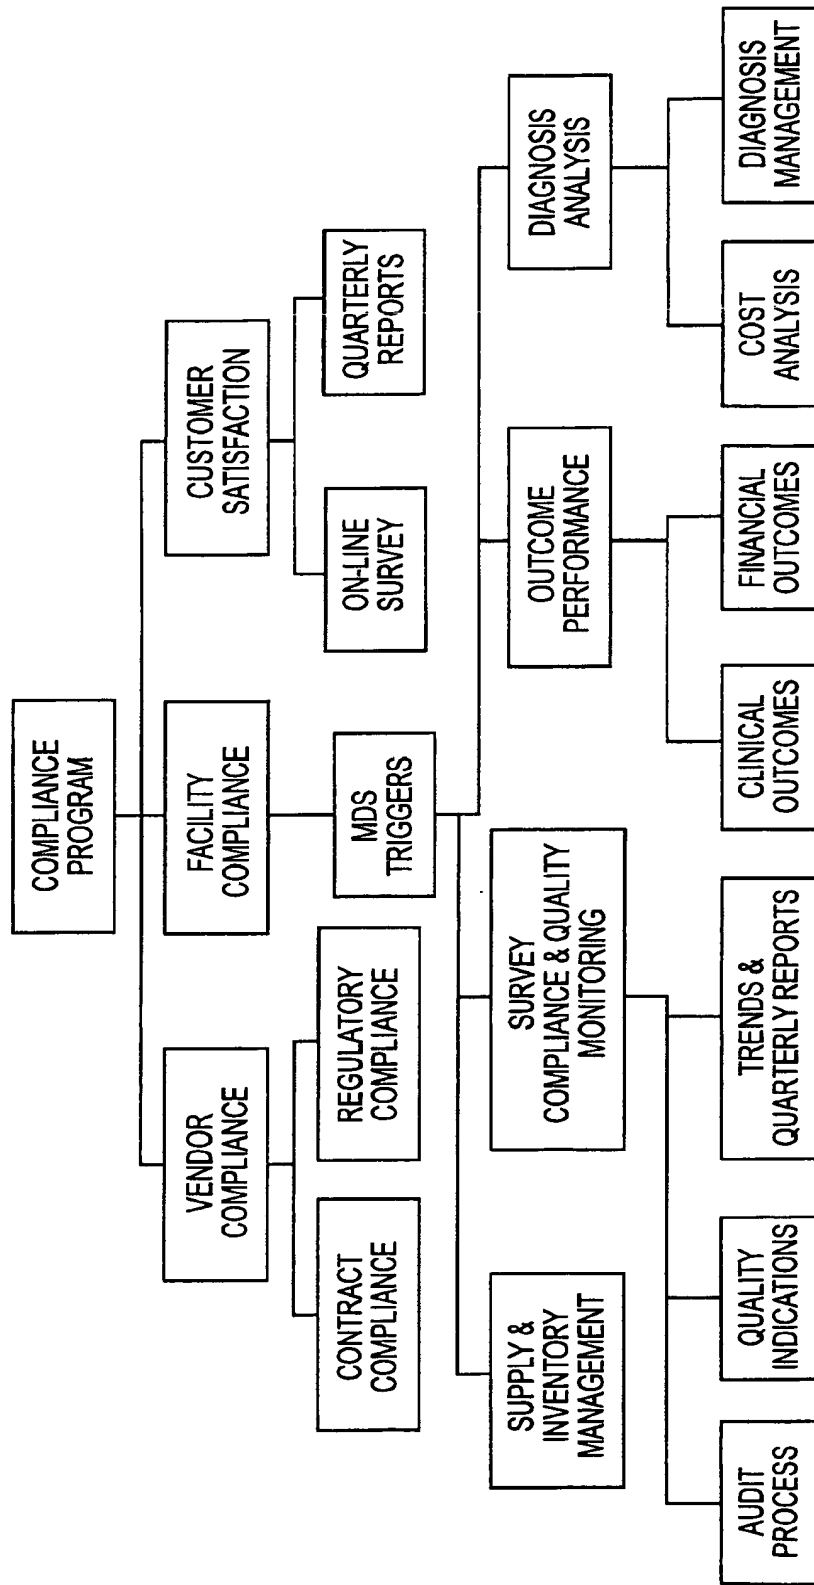 COMPLIANCE
PROGRAM
VENDOR
COMPLIANCE
FACILITY
COMPLIANCE
CUSTOMER
SATISFACTION
CONTRACT
COMPLIANCE
REGULATORY
COMPLIANCE
MDS
TRIGGERS
ON-LINE
SURVEY
QUARTERLY
REPORTS
SUPPLY &
INVENTORY
MANAGEMENT
SURVEY
COMPLIANCE & QUALITY
MONITORING
OUTCOME
PERFORMANCE
DIAGNOSIS
ANALYSIS
AUDIT
PROCESS
QUALITY
INDICATIONS
TRENDS &
QUARTERLY REPORTS
CLINICAL
OUTCOMES
FINANCIAL
OUTCOMES
COST
ANALYSIS
DIAGNOSIS
MANAGEMENT